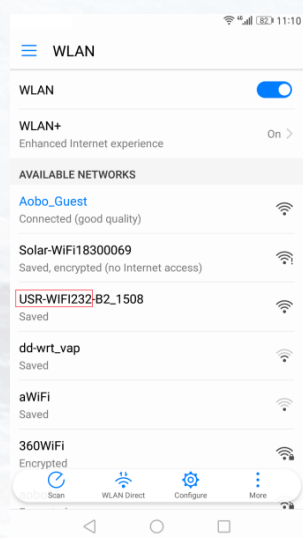 4G 82 11:10
WLAN
WLAN
WLAN+
Enhanced Internet experience
On
AVAILABLE NETWORKS
Aobo_Guest
Connected (good quality)
Solar-WiFi18300069
Saved, encrypted (no Internet access)
USR-WIFI232-B2_1508
Saved
dd-wrt_vap
Saved
aWiFi
Saved
360WiFi
Encrypted
Scan WLAN Direct Configure More